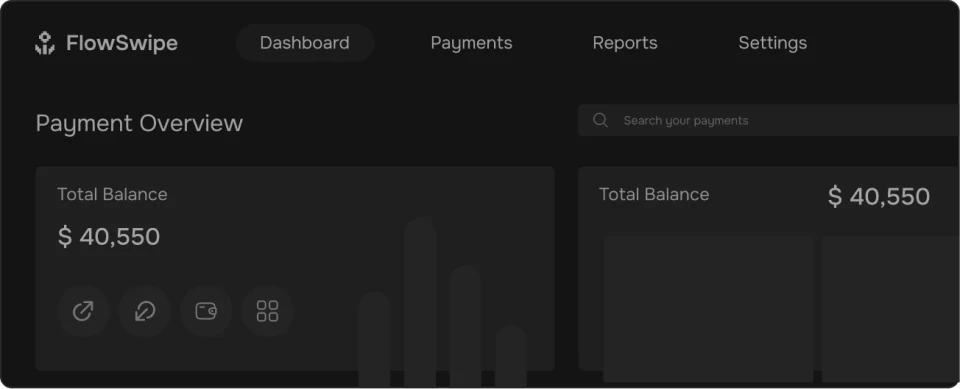 FlowSwipe
Dashboard
Payments
Reports
Settings
Payment Overview
Search your payments
Total Balance
$ 40,550
Total Balance
$ 40,550